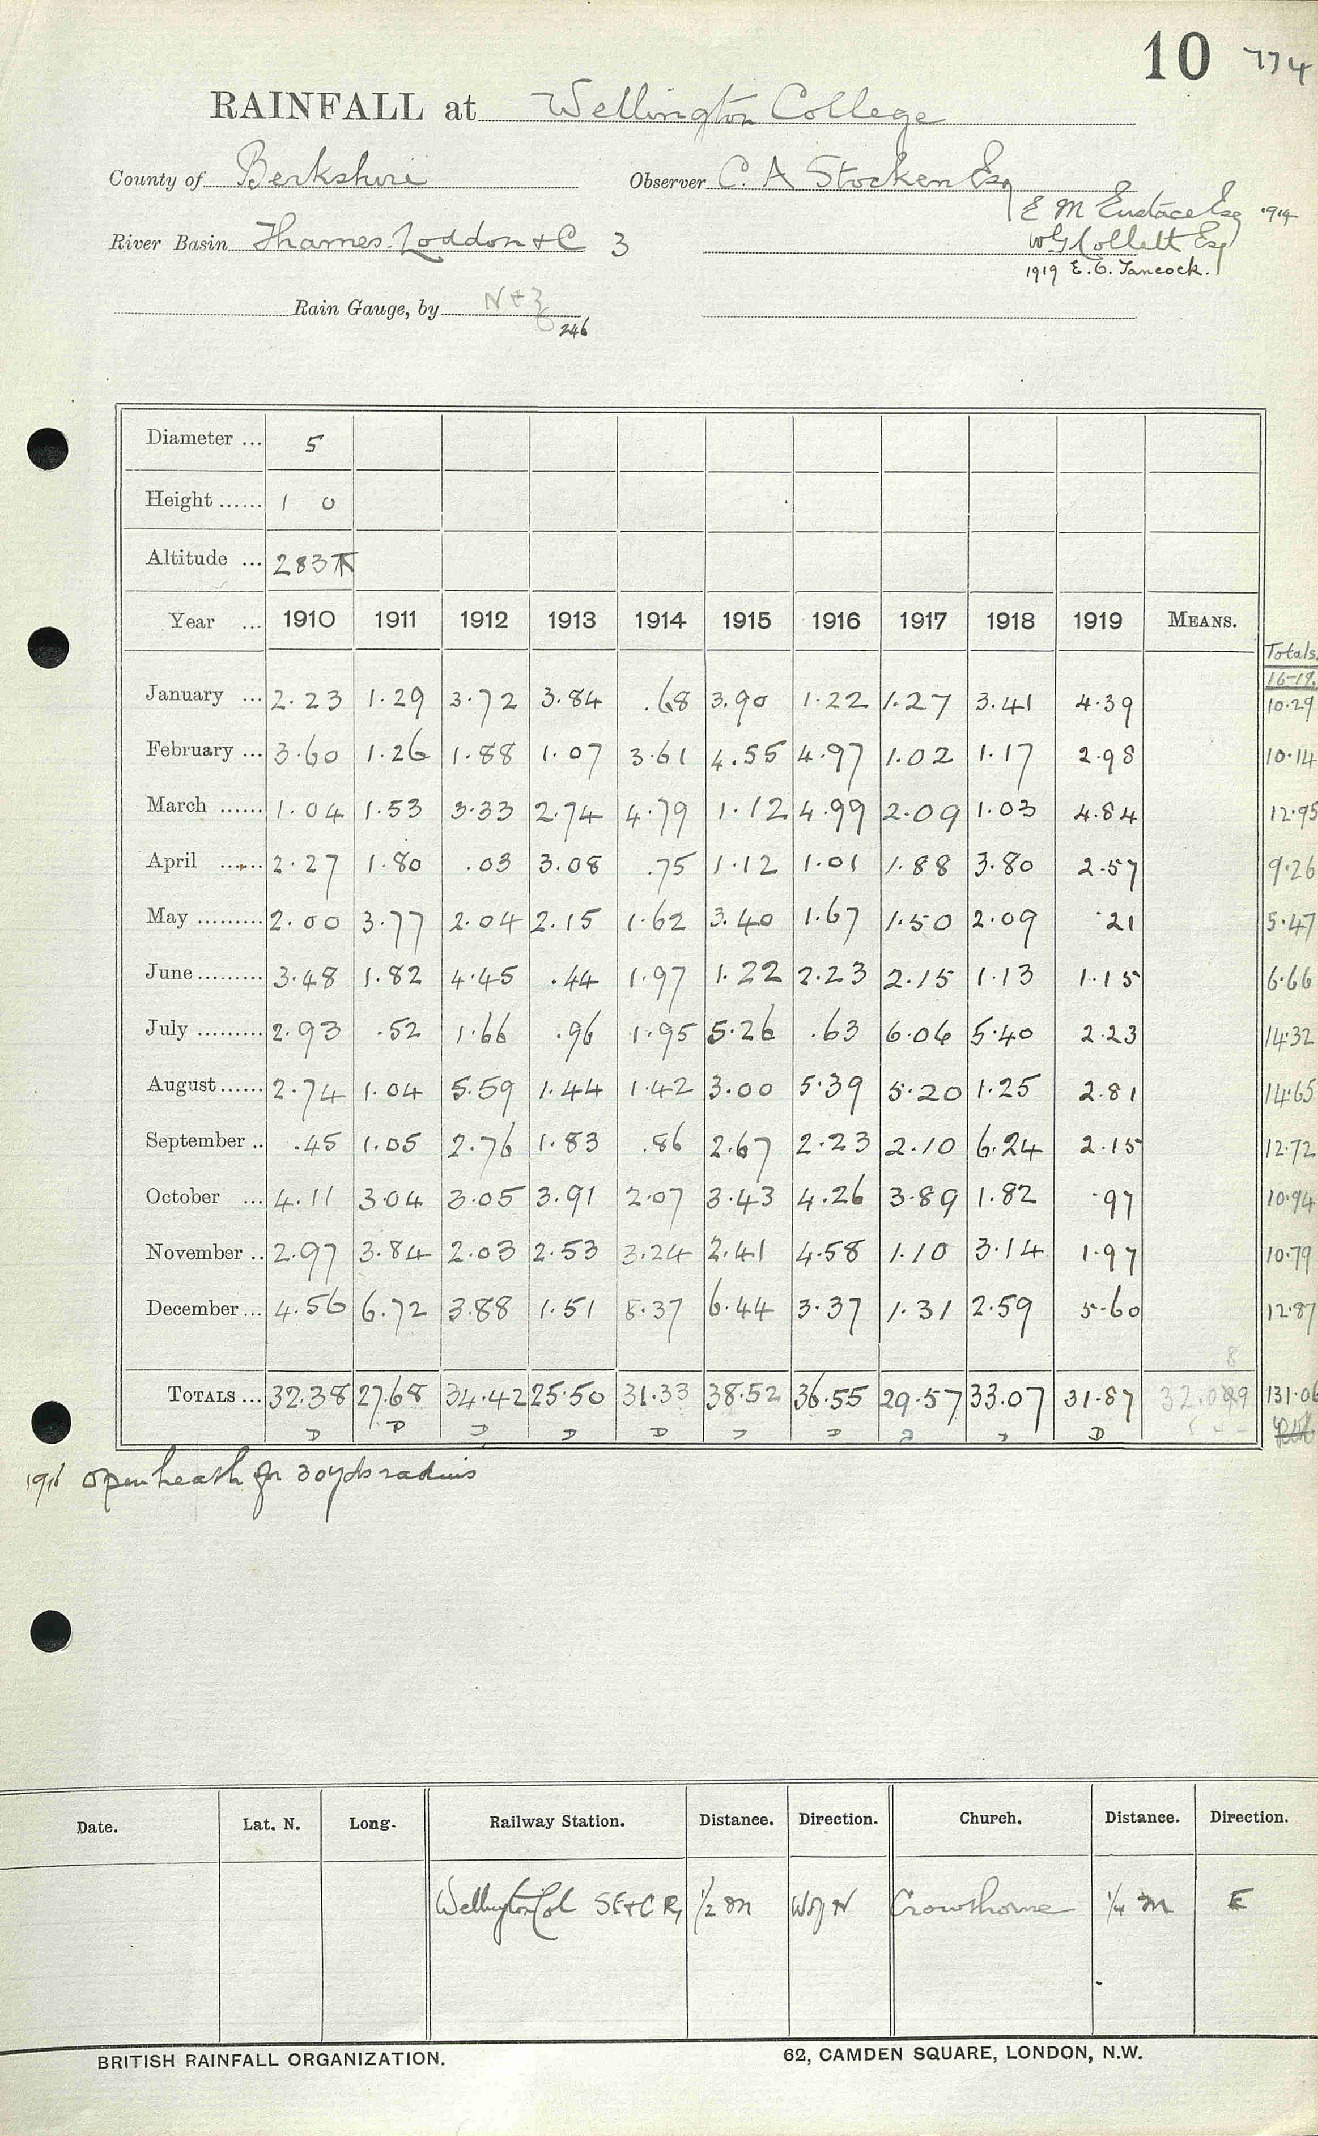 10 774
RAINFALL at Wellington College
County of Berkshire Observer C. A Stocken Esq
E M Eustace Esq 1914
River Basin Thames. Loddon & C 3 W G Collett Esq
1919 E. C. Tancock.
Rain Gauge, by N & Z
246
Diameter ... 5
Height ...... 1 0
Altitude ... 283
Year ... 1910 1911 1912 1913 1914 1915 1916 1917 1918 1919 MEANS.
Totals.
16-19.
January ... 2.23 1.29 3.72 3.84 .68 3.90 1.22 1.27 3.41 4.39 10.29
February ... 3.60 1.26 1.88 1.07 3.61 4.55 4.97 1.02 1.17 2.98 10.14
March ...... 1.04 1.53 3.33 2.74 4.79 1.12 4.99 2.09 1.03 4.84 12.95
April ...... 2.27 1.80 .03 3.08 .75 1.12 1.01 1.88 3.80 2.57 9.26
May ......... 2.00 3.77 2.04 2.15 1.62 3.40 1.67 1.50 2.09 .21 5.47
June ......... 3.48 1.82 4.45 .44 1.97 1.22 2.23 2.15 1.13 1.15 6.66
July ......... 2.93 .52 1.66 .96 1.95 5.26 .63 6.06 5.40 2.23 14.32
August ...... 2.74 1.04 5.59 1.44 1.42 3.00 5.39 5.20 1.25 2.81 14.65
September .. .45 1.05 2.76 1.83 .86 2.67 2.23 2.10 6.24 2.15 12.72
October ... 4.11 3.04 3.05 3.91 2.07 3.43 4.26 3.89 1.82 .97 10.94
November .. 2.97 3.84 2.03 2.53 3.24 2.41 4.58 1.10 3.14 1.97 10.79
December ... 4.56 6.72 3.88 1.51 8.37 6.44 3.37 1.31 2.59 5.60 12.87
TOTALS ... 32.38 27.68 34.42 25.50 31.33 38.52 36.55 29.57 33.07 31.87 131.06
D D D D D D D D D D
1916 open heath for 30yds radius
Date. Lat. N. Long. Railway Station. Distance. Direction. Church. Distance. Direction.
Wellington Col SE&CR, 1/2 m W by N Crowthorne 1/4 m E
BRITISH RAINFALL ORGANIZATION. 62, CAMDEN SQUARE, LONDON, N.W.